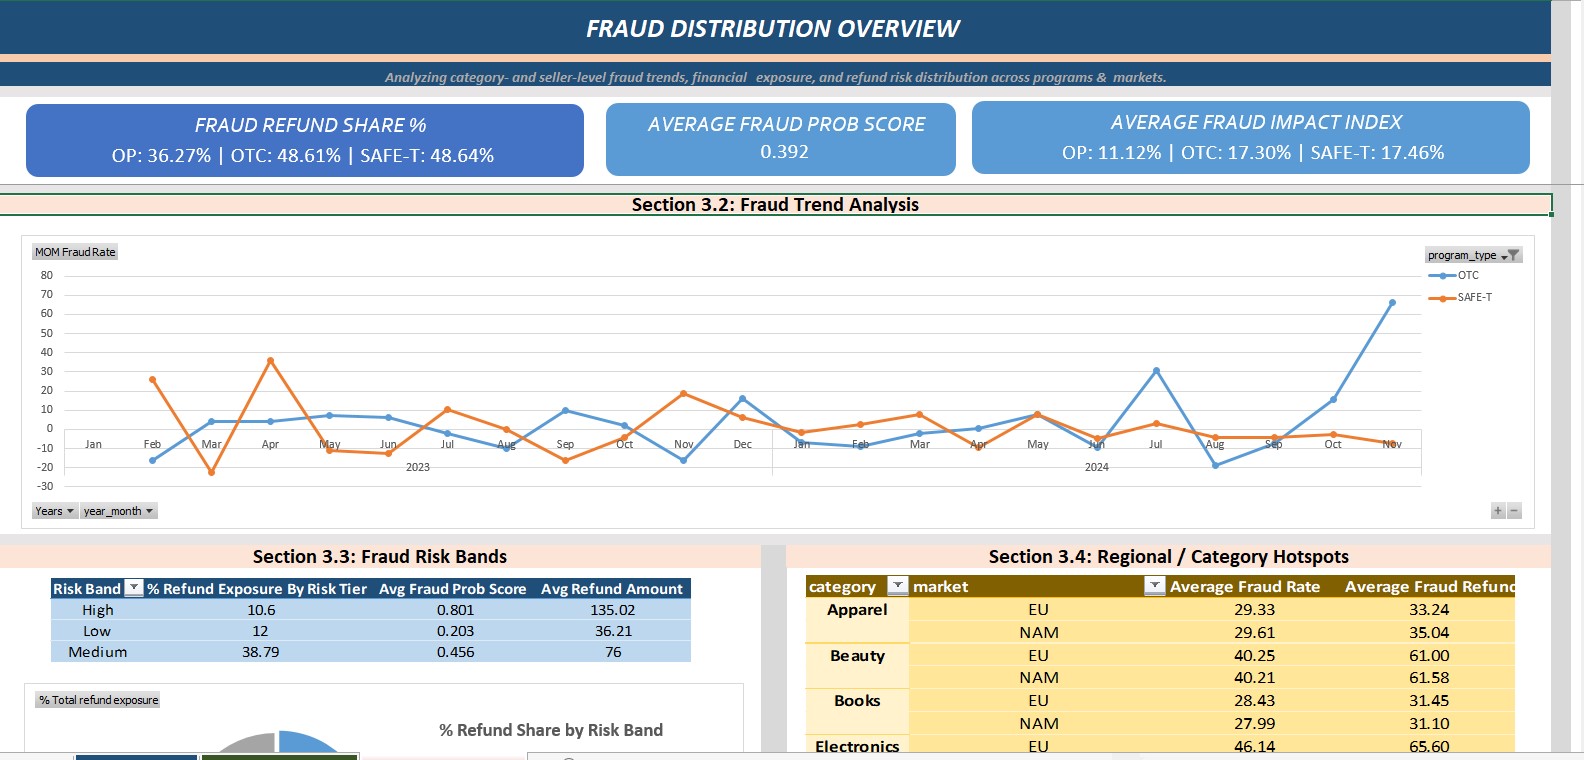 FRAUD DISTRIBUTION OVERVIEW
Analyzing category- and seller-level fraud trends, financial exposure, and refund risk distribution across programs & markets.
FRAUD REFUND SHARE %
OP: 36.27% | OTC: 48.61% | SAFE-T: 48.64%
AVERAGE FRAUD PROB SCORE
0.392
AVERAGE FRAUD IMPACT INDEX
OP: 11.12% | OTC: 17.30% | SAFE-T: 17.46%
Section 3.2: Fraud Trend Analysis
MOM Fraud Rate
program_type
OTC
SAFE-T
80
70
60
50
40
30
20
10
0
-10
-20
-30
Jan Feb Mar Apr May Jun Jul Aug Sep Oct Nov Dec Jan Feb Mar Apr May Jun Jul Aug Sep Oct Nov
2023 2024
Years year_month
+ −
Section 3.3: Fraud Risk Bands
Risk Band % Refund Exposure By Risk Tier Avg Fraud Prob Score Avg Refund Amount
High 10.6 0.801 135.02
Low 12 0.203 36.21
Medium 38.79 0.456 76
% Total refund exposure
% Refund Share by Risk Band
Section 3.4: Regional / Category Hotspots
category market Average Fraud Rate Average Fraud Refund
Apparel EU 29.33 33.24
NAM 29.61 35.04
Beauty EU 40.25 61.00
NAM 40.21 61.58
Books EU 28.43 31.45
NAM 27.99 31.10
Electronics EU 46.14 65.60